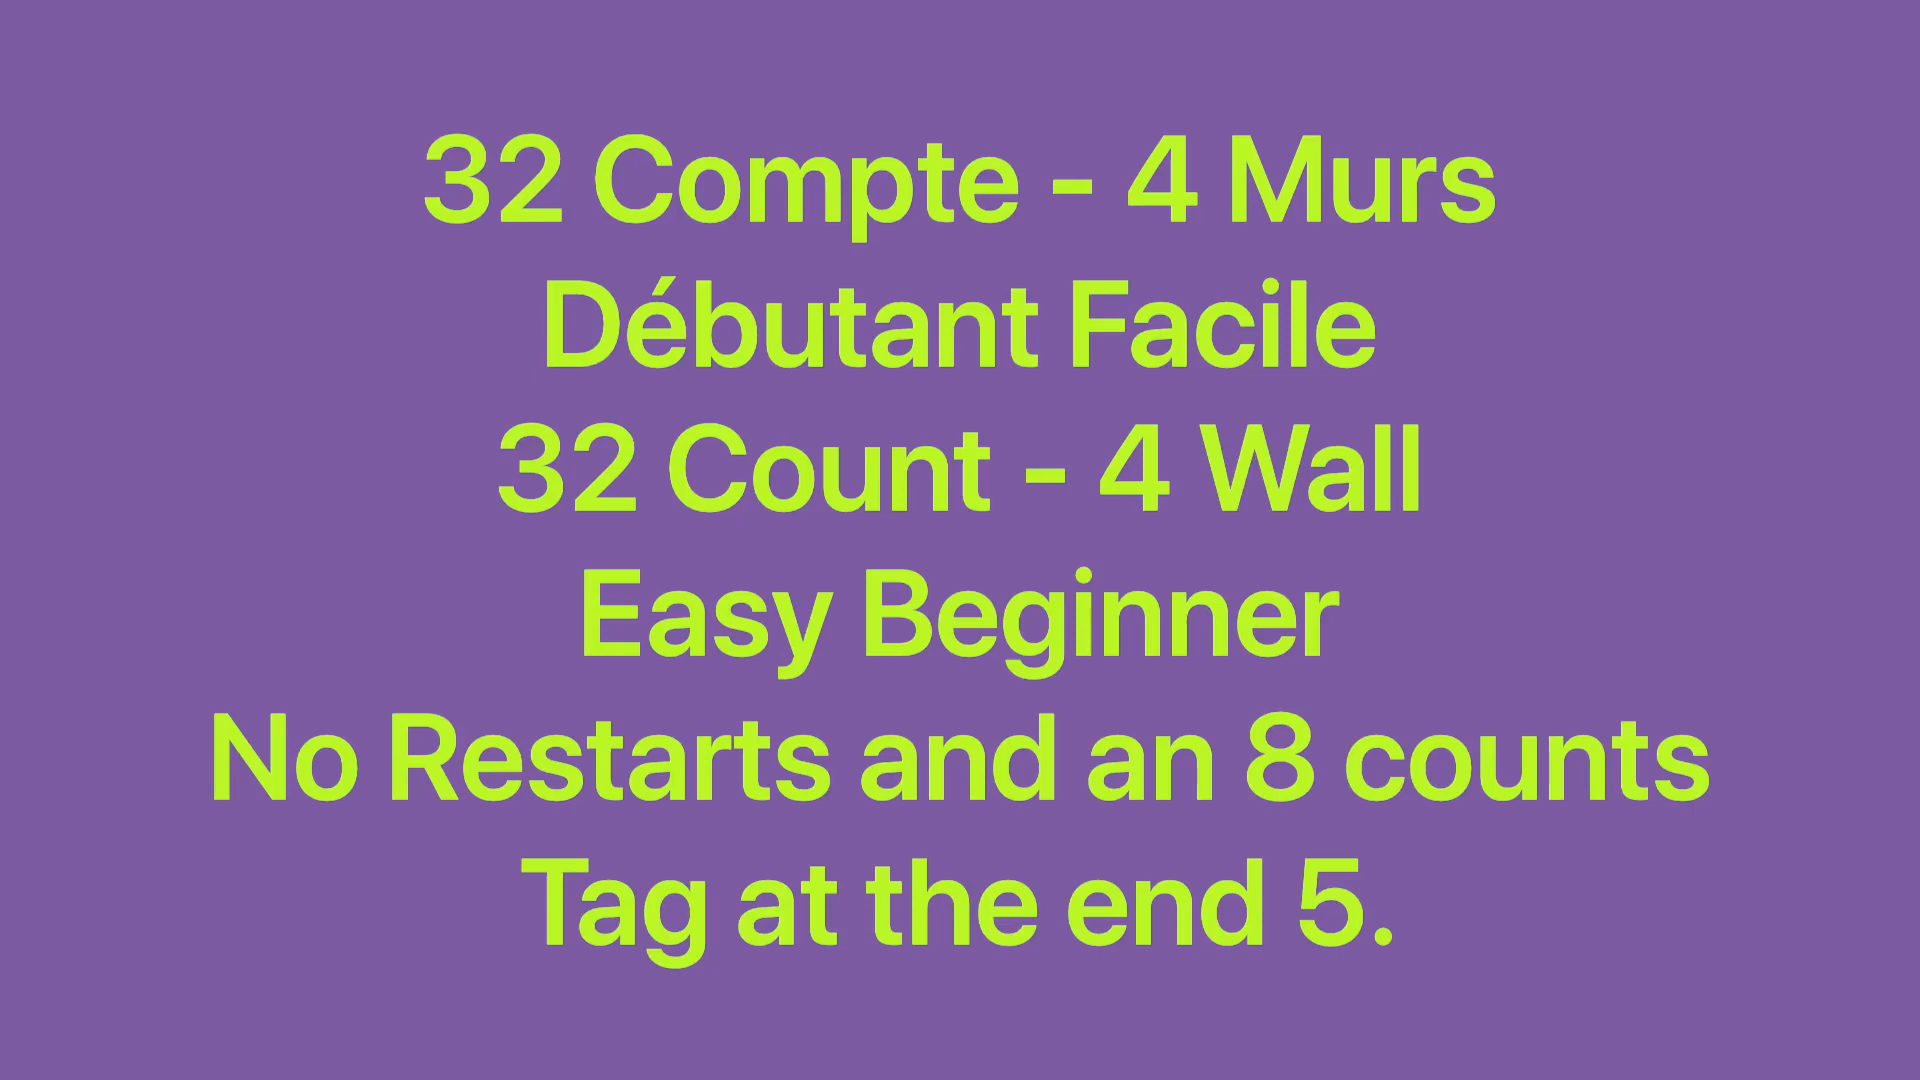 32 Compte - 4 Murs
Débutant Facile
32 Count - 4 Wall
Easy Beginner
No Restarts and an 8 counts
Tag at the end 5.